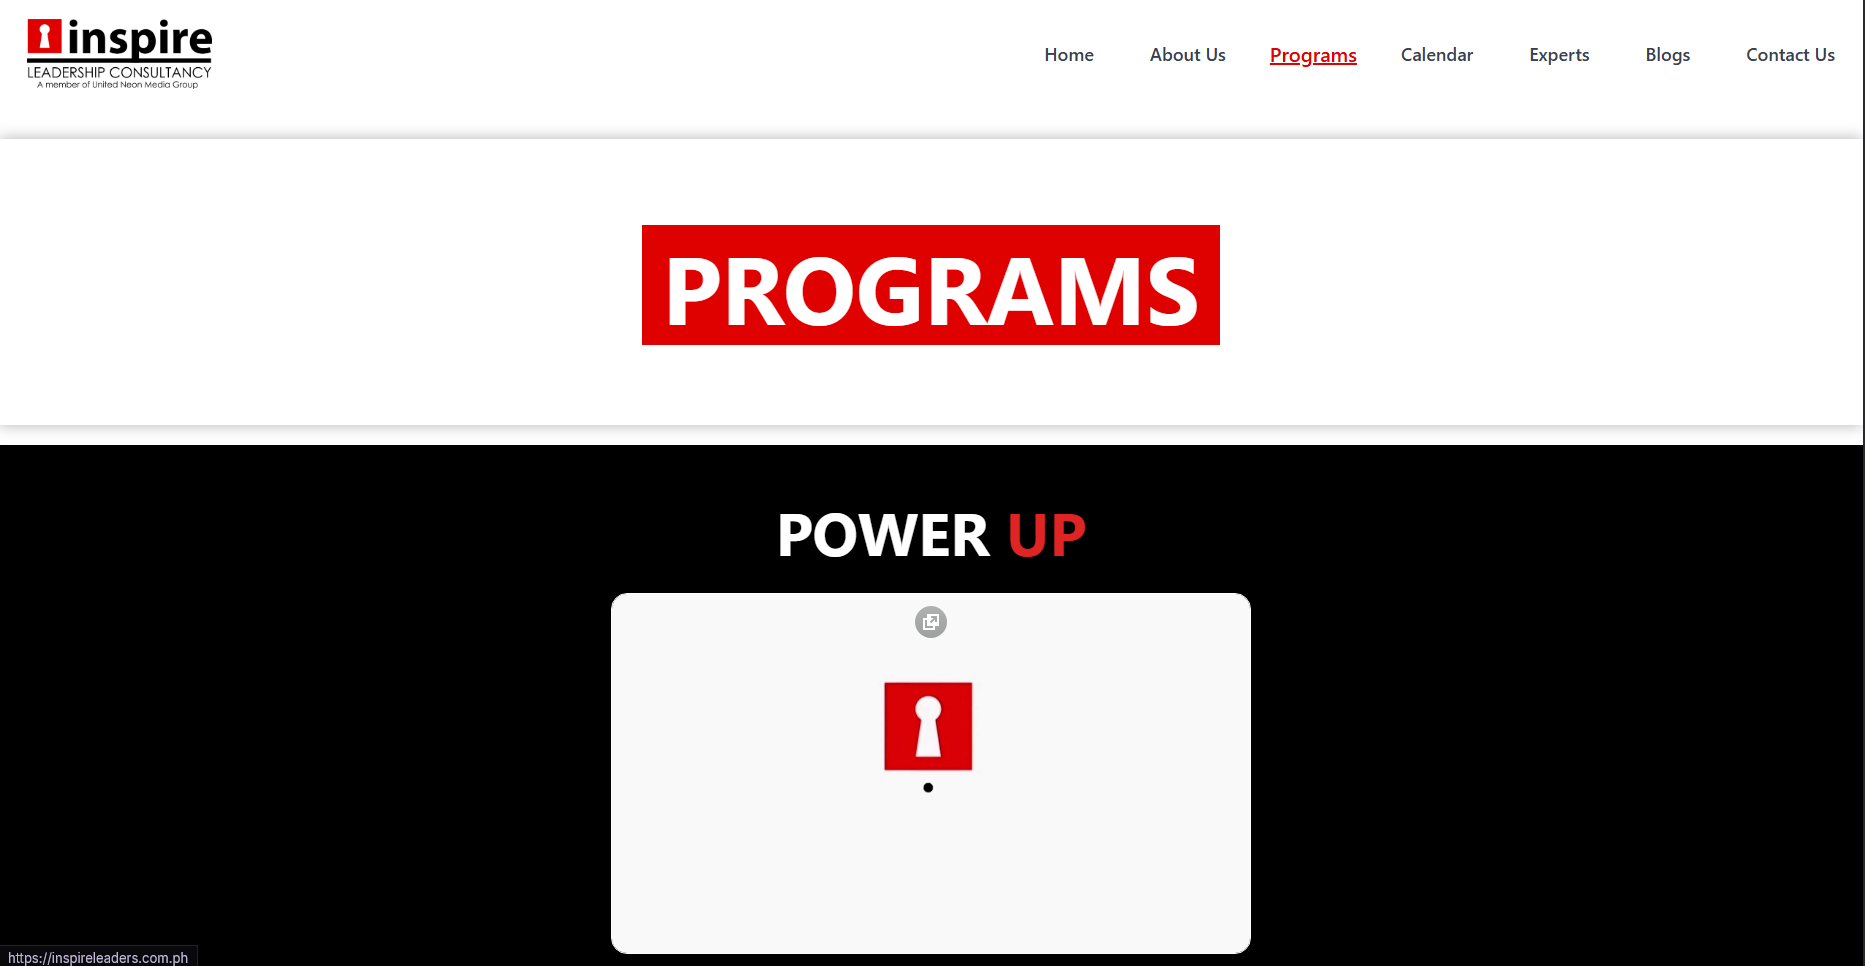 inspire
LEADERSHIP CONSULTANCY
A member of United Neon Media Group
Home About Us Programs Calendar Experts Blogs Contact Us
PROGRAMS
POWER UP
https://inspireleaders.com.ph